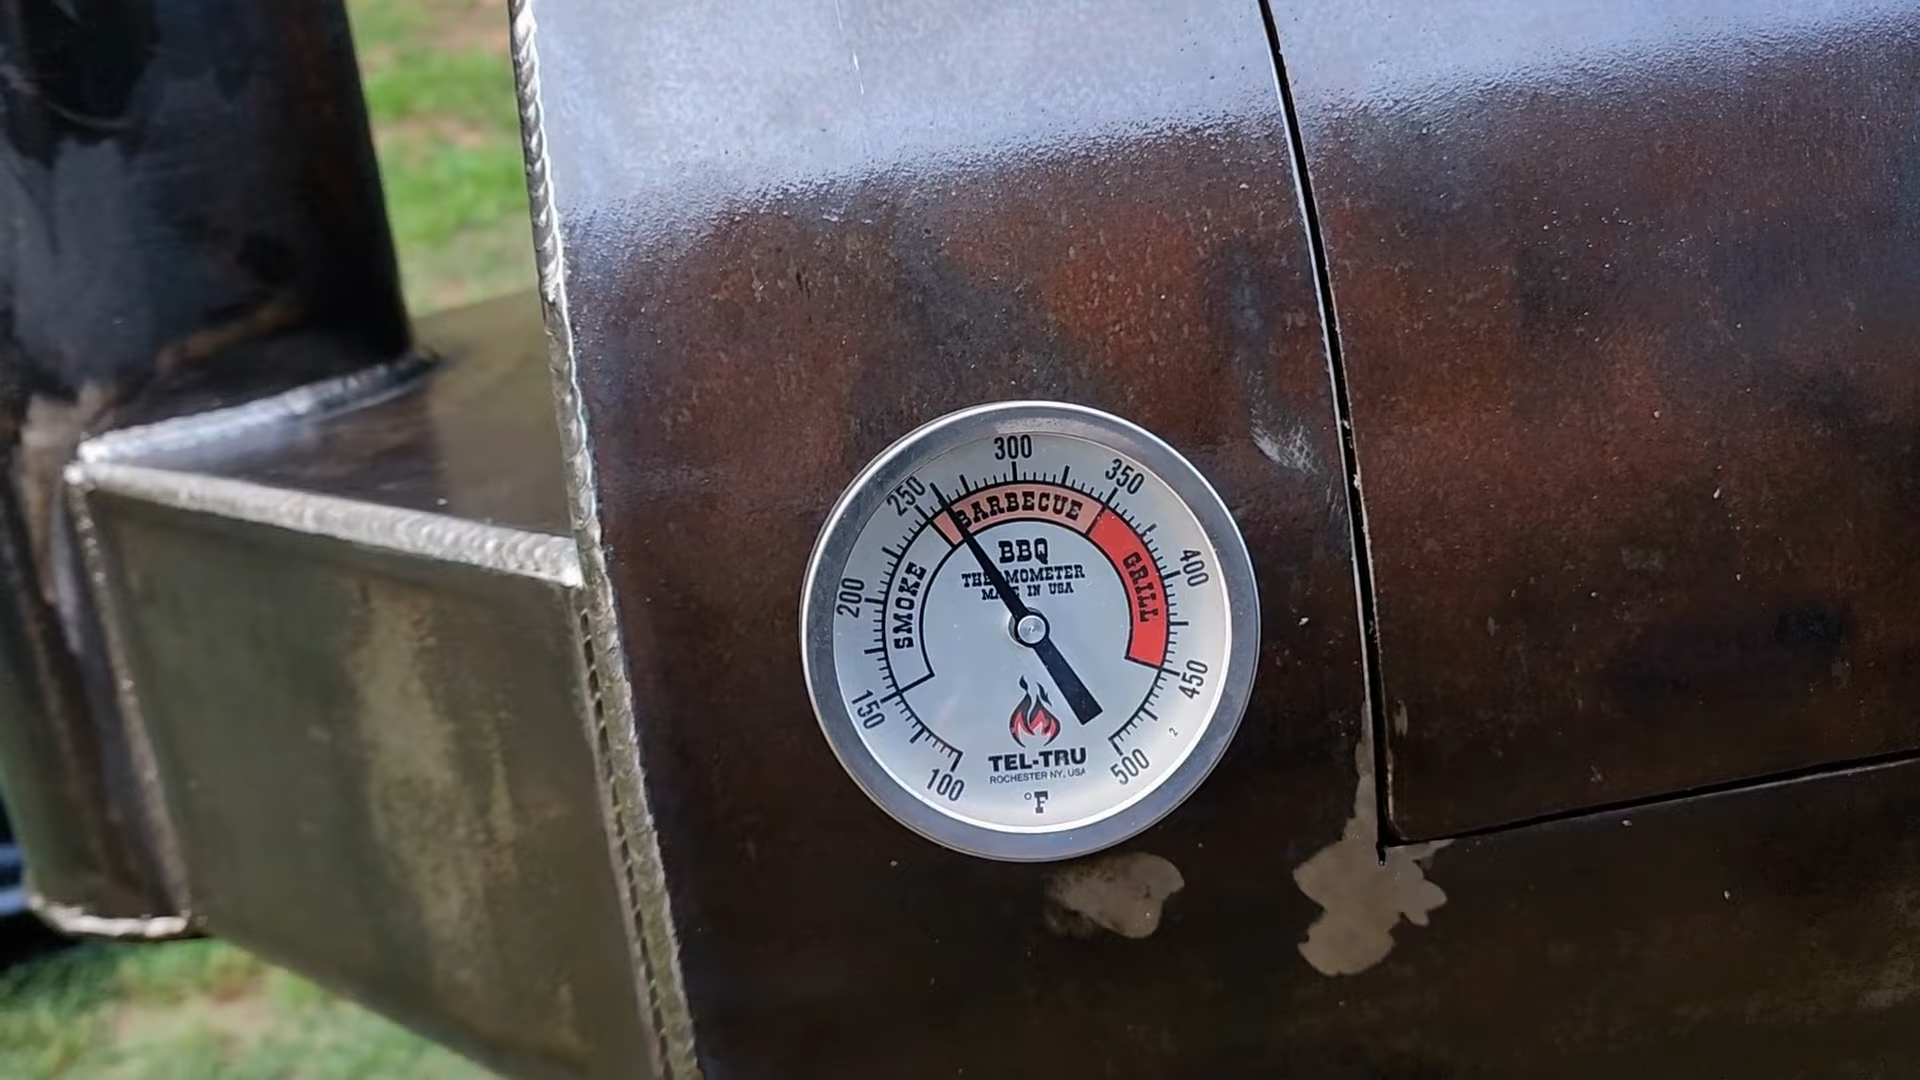 300
250
350
200
400
150
450
100
500
BARBECUE
SMOKE
GRILL
BBQ
THERMOMETER
MADE IN USA
TEL-TRU
ROCHESTER NY, USA
°F
2